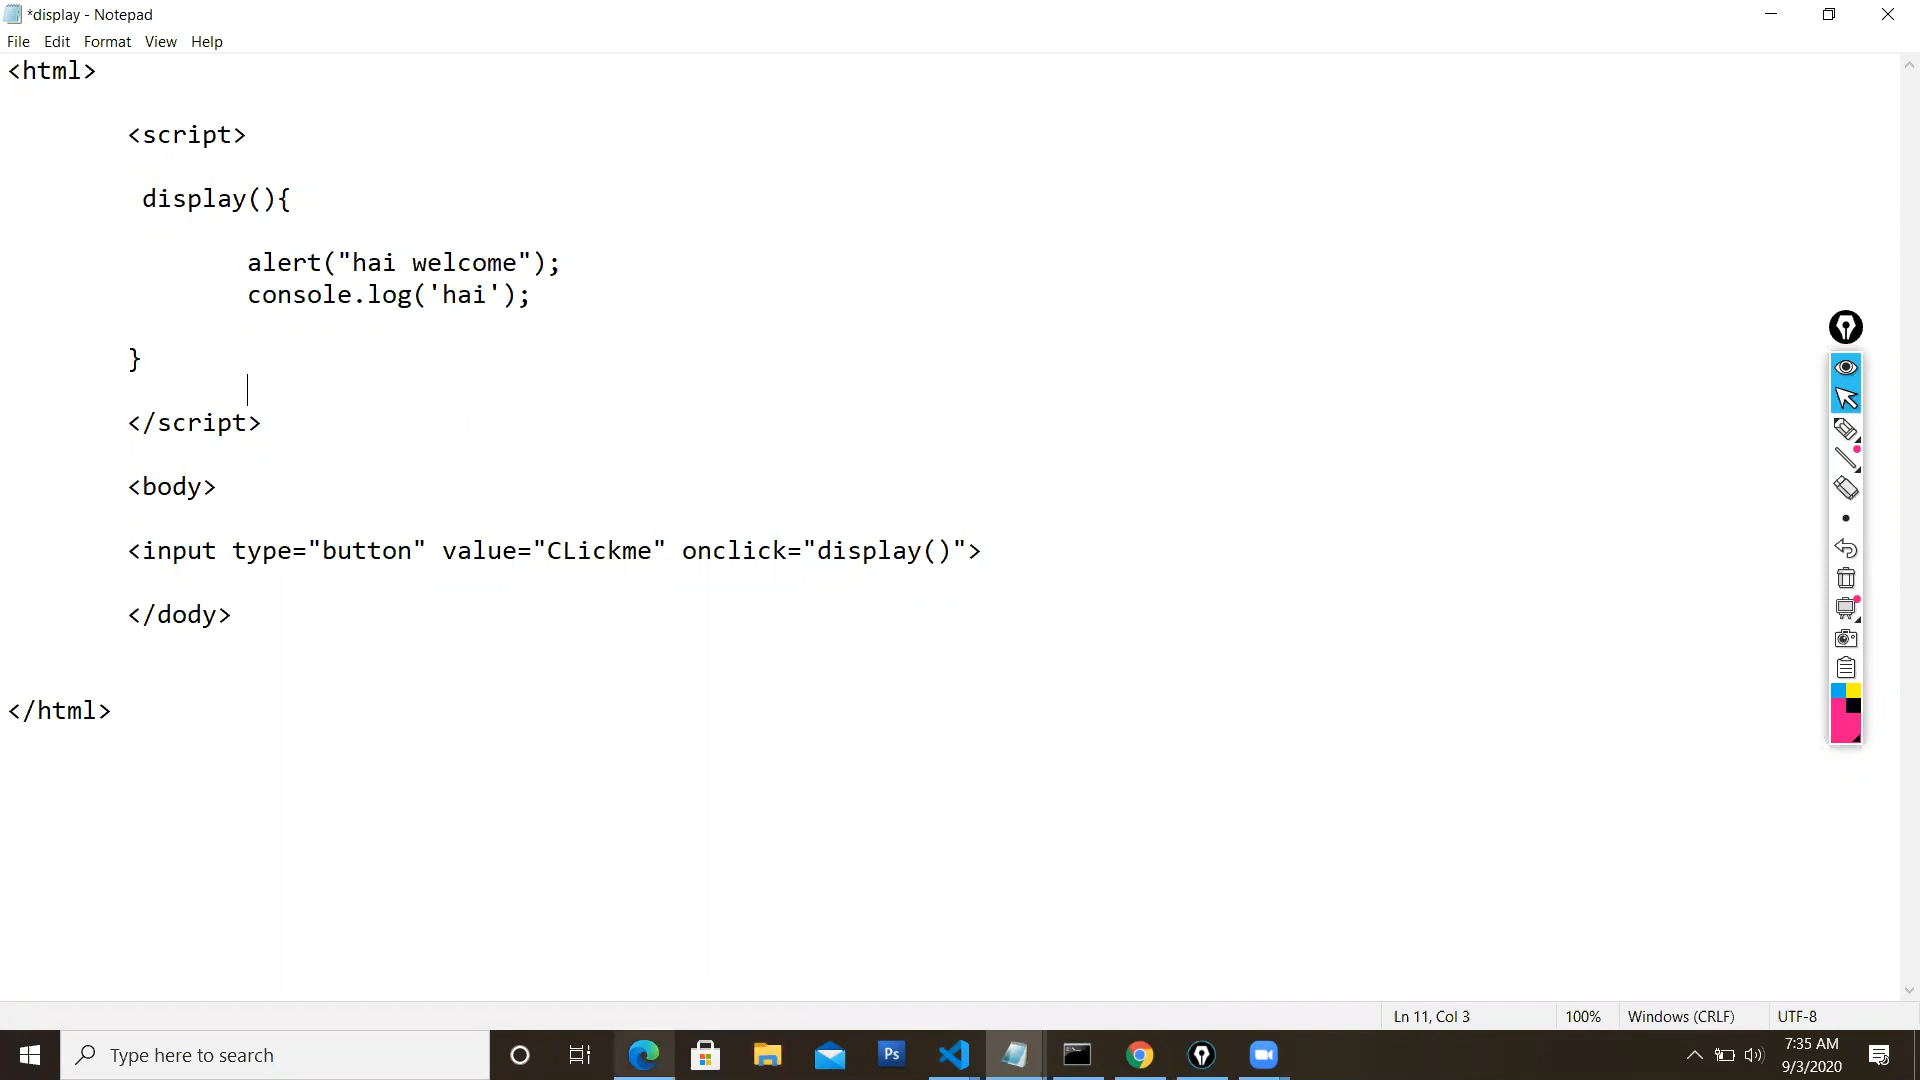 *display - Notepad
File Edit Format View Help
<html>
<script>
display(){
alert("hai welcome");
console.log('hai');
}
</script>
<body>
<input type="button" value="CLickme" onclick="display()">
</dody>
</html>
Ln 11, Col 3 100% Windows (CRLF) UTF-8
Type here to search
Ps
7:35 AM
9/3/2020